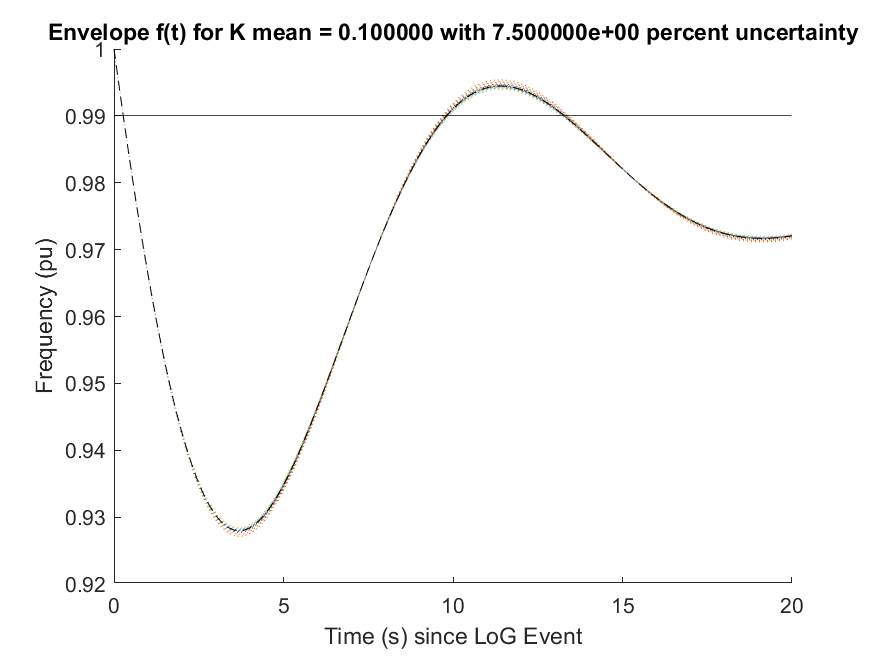 Envelope f(t) for K mean = 0.100000 with 7.500000e+00 percent uncertainty
1
0.99
0.98
0.97
0.96
0.95
0.94
0.93
0.92
Frequency (pu)
0 5 10 15 20
Time (s) since LoG Event